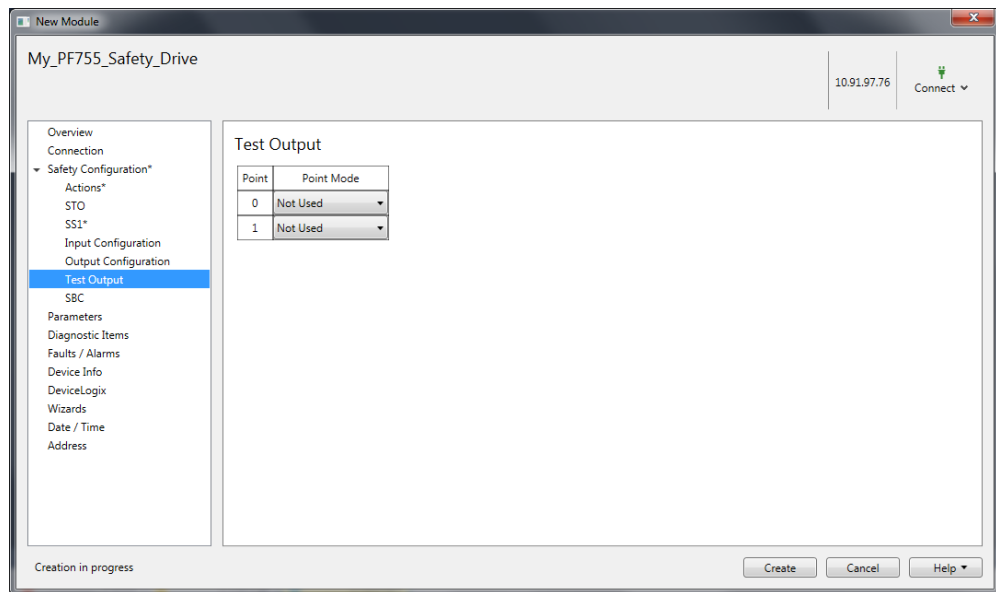 New Module
My_PF755_Safety_Drive
10.91.97.76
Connect
Overview
Connection
Safety Configuration*
Actions*
STO
SS1*
Input Configuration
Output Configuration
Test Output
SBC
Parameters
Diagnostic Items
Faults / Alarms
Device Info
DeviceLogix
Wizards
Date / Time
Address
Test Output
Point Point Mode
0 Not Used
1 Not Used
Creation in progress
Create Cancel Help